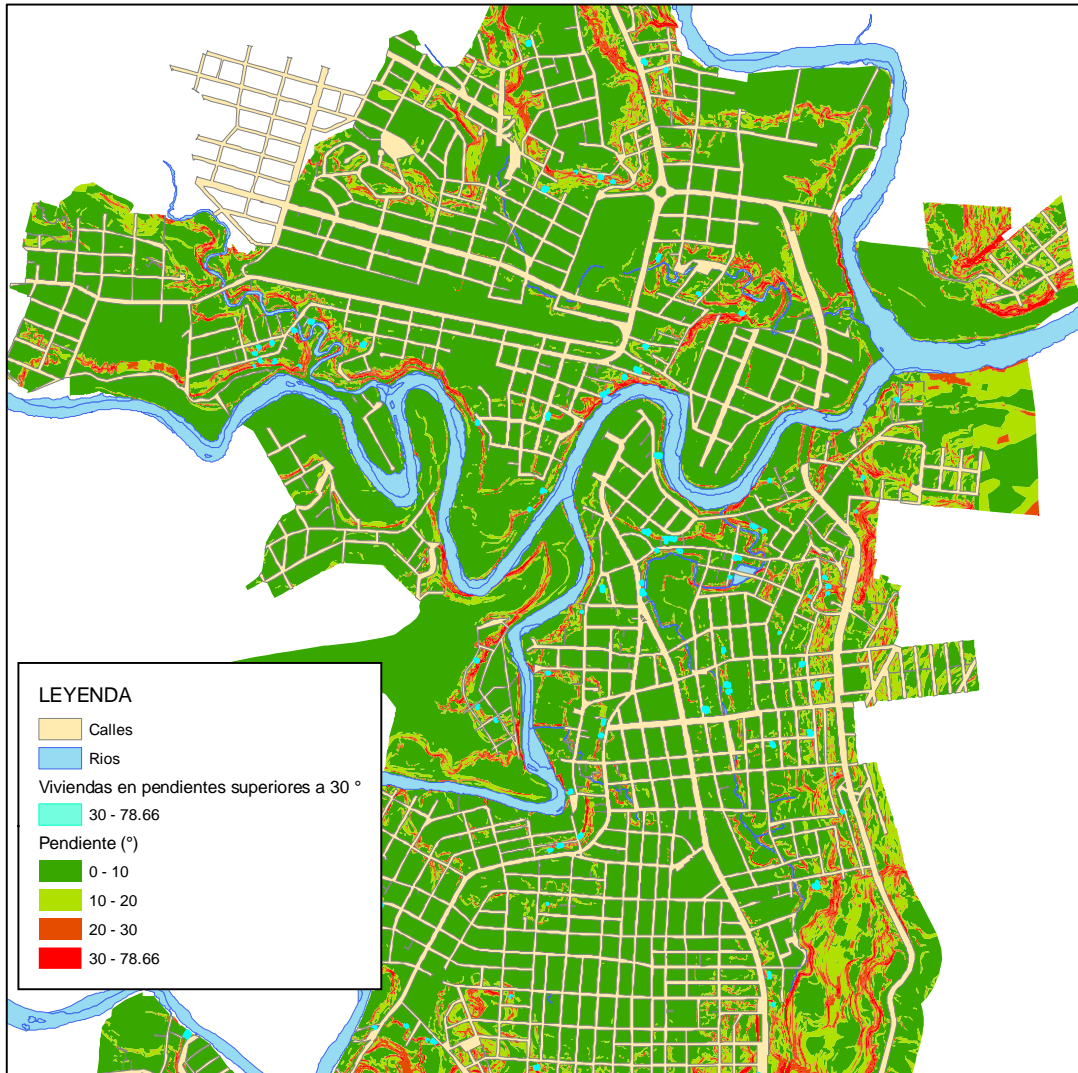 LEYENDA
Calles
Rios
Viviendas en pendientes superiores a 30 °
30 - 78.66
Pendiente (°)
0 - 10
10 - 20
20 - 30
30 - 78.66